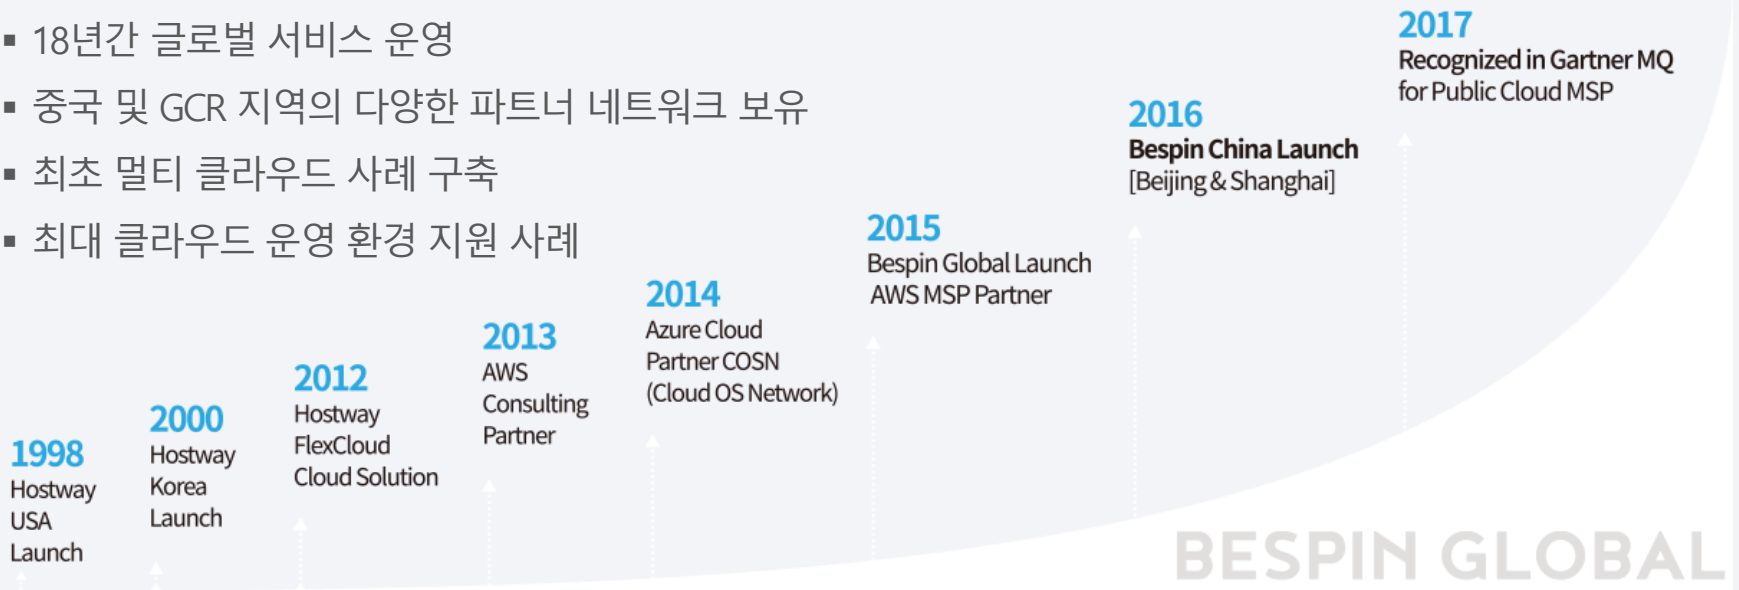 ▪ 18년간 글로벌 서비스 운영
▪ 중국 및 GCR 지역의 다양한 파트너 네트워크 보유
▪ 최초 멀티 클라우드 사례 구축
▪ 최대 클라우드 운영 환경 지원 사례
1998
Hostway
USA
Launch
2000
Hostway
Korea
Launch
2012
Hostway
FlexCloud
Cloud Solution
2013
AWS
Consulting
Partner
2014
Azure Cloud
Partner COSN
(Cloud OS Network)
2015
Bespin Global Launch
AWS MSP Partner
2016
Bespin China Launch
[Beijing & Shanghai]
2017
Recognized in Gartner MQ
for Public Cloud MSP
BESPIN GLOBAL